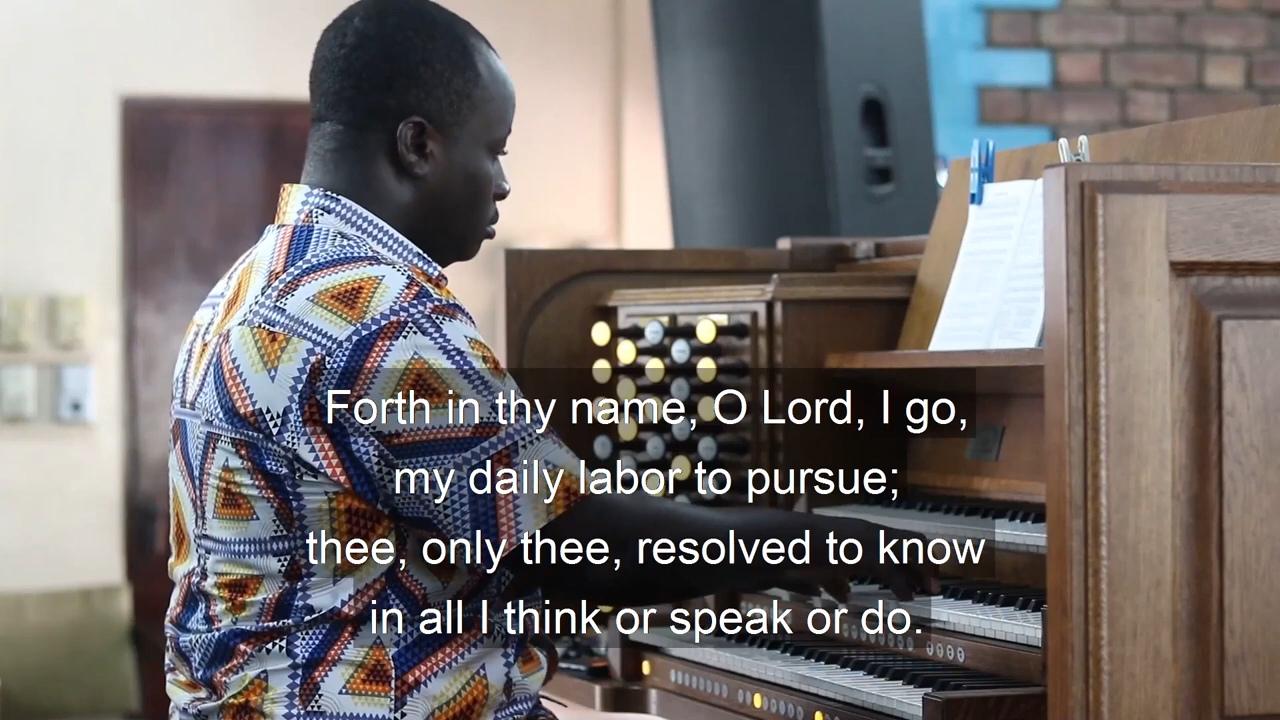 Forth in thy name, O Lord, I go,
my daily labor to pursue;
thee, only thee, resolved to know
in all I think or speak or do.